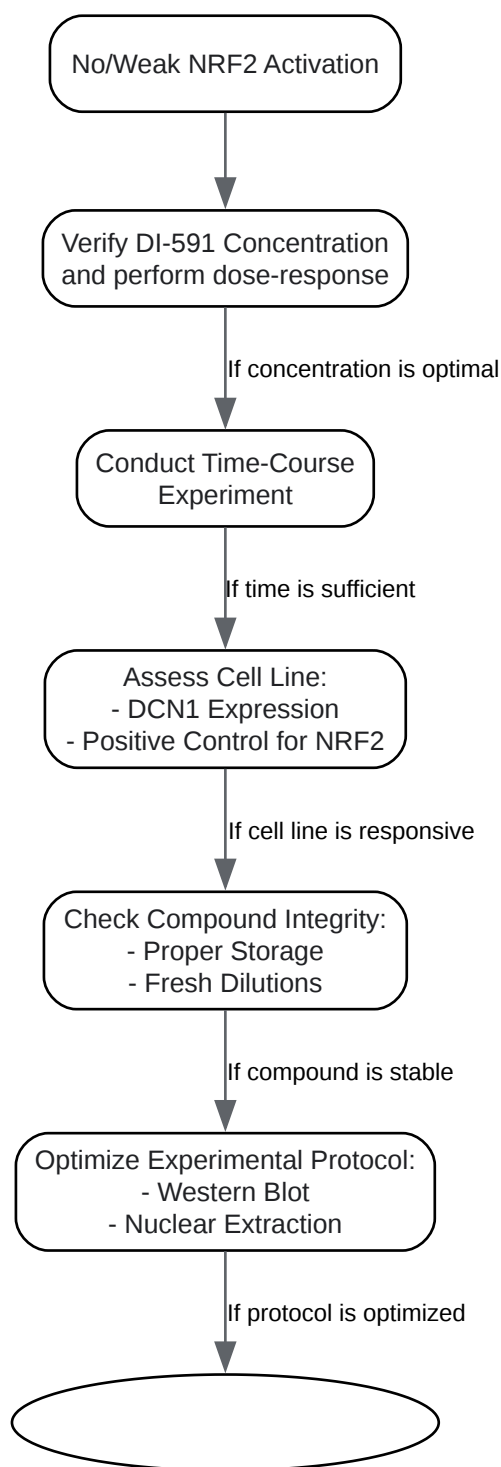 No/Weak NRF2 Activation
Verify DI-591 Concentration
and perform dose-response
If concentration is optimal
Conduct Time-Course
Experiment
If time is sufficient
Assess Cell Line:
- DCN1 Expression
- Positive Control for NRF2
If cell line is responsive
Check Compound Integrity:
- Proper Storage
- Fresh Dilutions
If compound is stable
Optimize Experimental Protocol:
- Western Blot
- Nuclear Extraction
If protocol is optimized